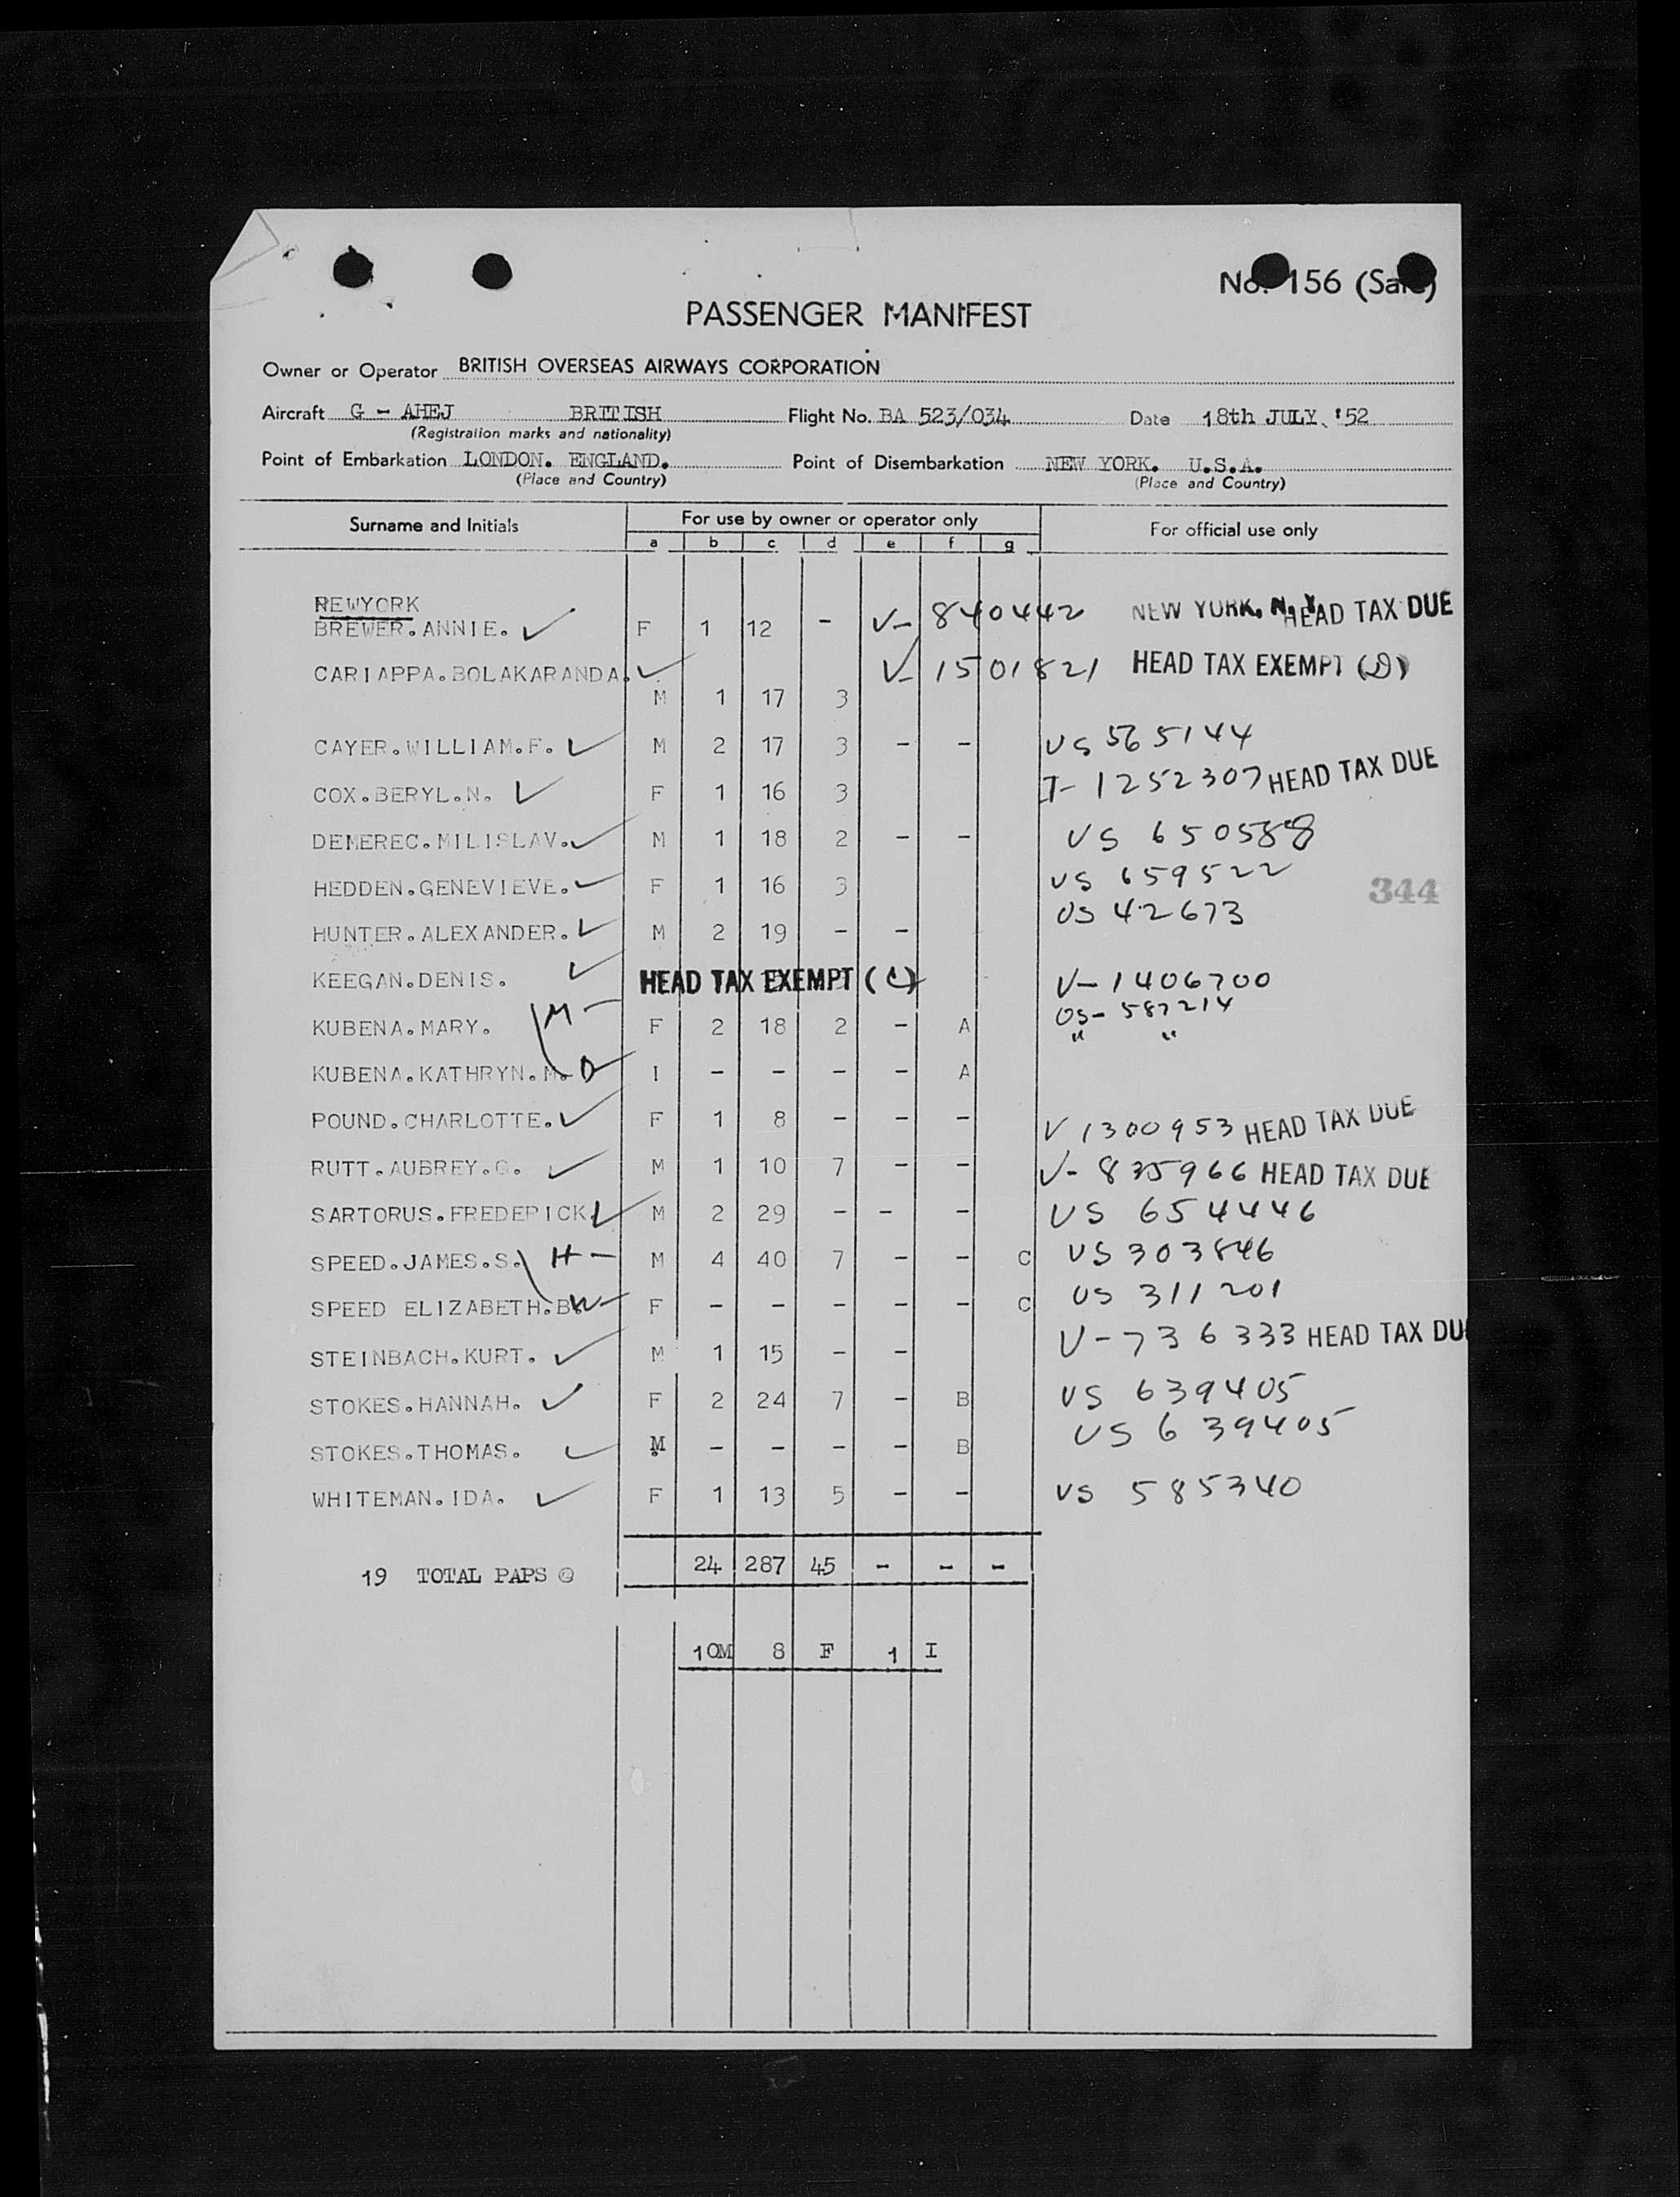 No. 156 (Sale)
PASSENGER MANIFEST
Owner or Operator BRITISH OVERSEAS AIRWAYS CORPORATION
Aircraft G - AHEJ BRITISH Flight No. BA 523/034 Date 18th JULY '52
(Registration marks and nationality)
Point of Embarkation LONDON. ENGLAND. Point of Disembarkation NEW YORK. U.S.A.
(Place and Country) (Place and Country)
Surname and Initials For use by owner or operator only For official use only
a b c d e f g
NEWYORK
BREWER.ANNIE. F 1 12 - V- 840442 NEW YORK, N.Y. HEAD TAX DUE
CARIAPPA.BOLAKARANDA. V- 1501821 HEAD TAX EXEMPT (D)
M 1 17 3
CAYER.WILLIAM.F. M 2 17 3 - - US 565144
COX.BERYL.N. F 1 16 3 I- 1252307 HEAD TAX DUE
DEMEREC.MILISLAV. M 1 18 2 - - US 650588
HEDDEN.GENEVIEVE. F 1 16 3 US 659522
344
HUNTER.ALEXANDER. M 2 19 - - US 42673
KEEGAN.DENIS. HEAD TAX EXEMPT (C) V-1406700
KUBENA.MARY. M - F 2 18 2 - A US- 587214
KUBENA.KATHRYN.M. D I - - - - A " "
POUND.CHARLOTTE. F 1 8 - - - V 1300953 HEAD TAX DUE
RUTT.AUBREY.G. M 1 10 7 - - V- 835966 HEAD TAX DUE
SARTORUS.FREDERICK M 2 29 - - - US 654446
SPEED.JAMES.S. H - M 4 40 7 - - C US 303846
SPEED ELIZABETH.B. W - F - - - - - C US 311201
STEINBACH.KURT. M 1 15 - - V-736333 HEAD TAX DU
STOKES.HANNAH. F 2 24 7 - B US 639405
STOKES.THOMAS. M - - - - B US 639405
WHITEMAN.IDA. F 1 13 5 - - US 585340
19 TOTAL PAPS 24 287 45 - - -
10M 8 F 1 I